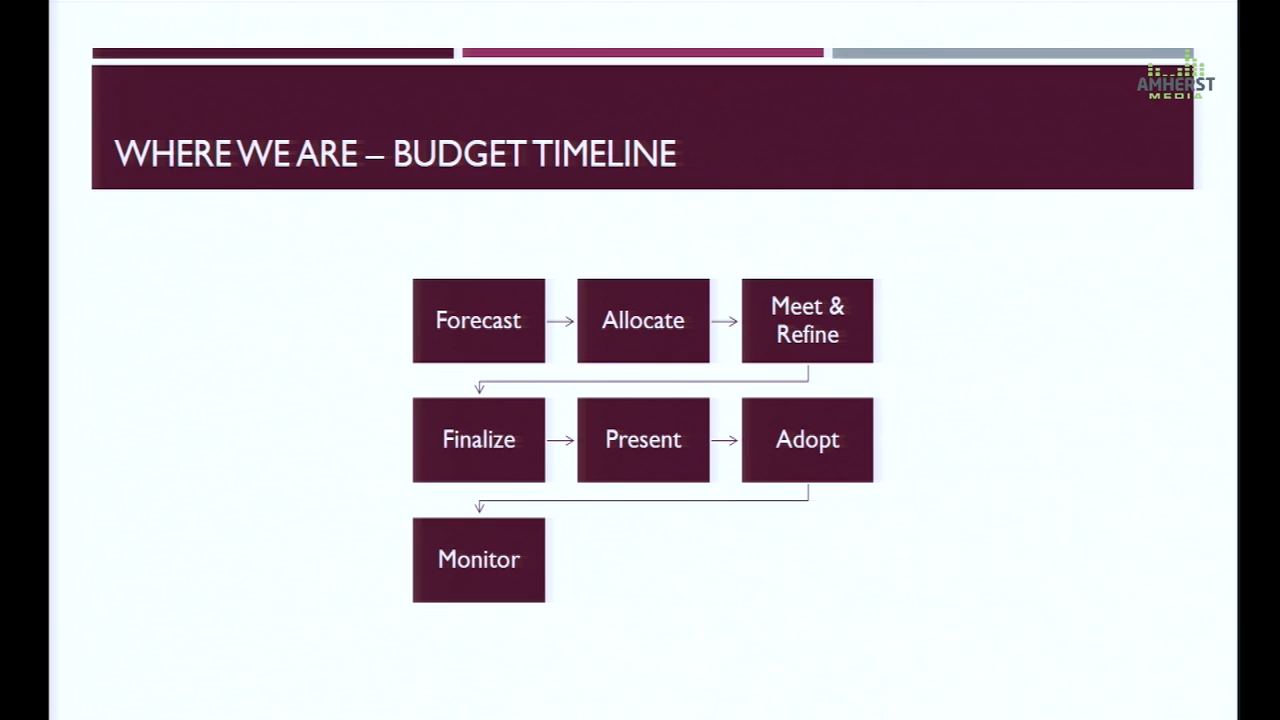 AMHERST
MEDIA
WHERE WE ARE – BUDGET TIMELINE
Forecast
Allocate
Meet &
Refine
Finalize
Present
Adopt
Monitor